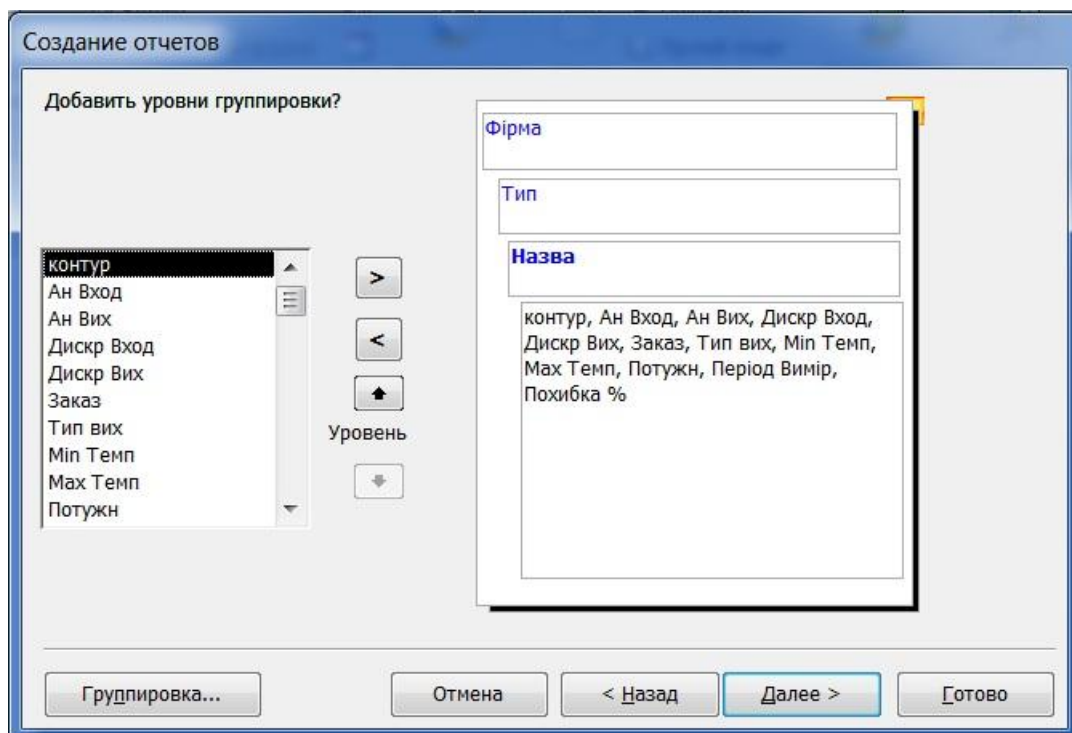 Создание отчетов
Добавить уровни группировки?
контур
Ан Вход
Ан Вих
Дискр Вход
Дискр Вих
Заказ
Тип вих
Min Темп
Max Темп
Потужн
>
<
Уровень
Фірма
Тип
Назва
контур, Ан Вход, Ан Вих, Дискр Вход,
Дискр Вих, Заказ, Тип вих, Min Темп,
Max Темп, Потужн, Період Вимір,
Похибка %
Группировка...
Отмена
< Назад
Далее >
Готово